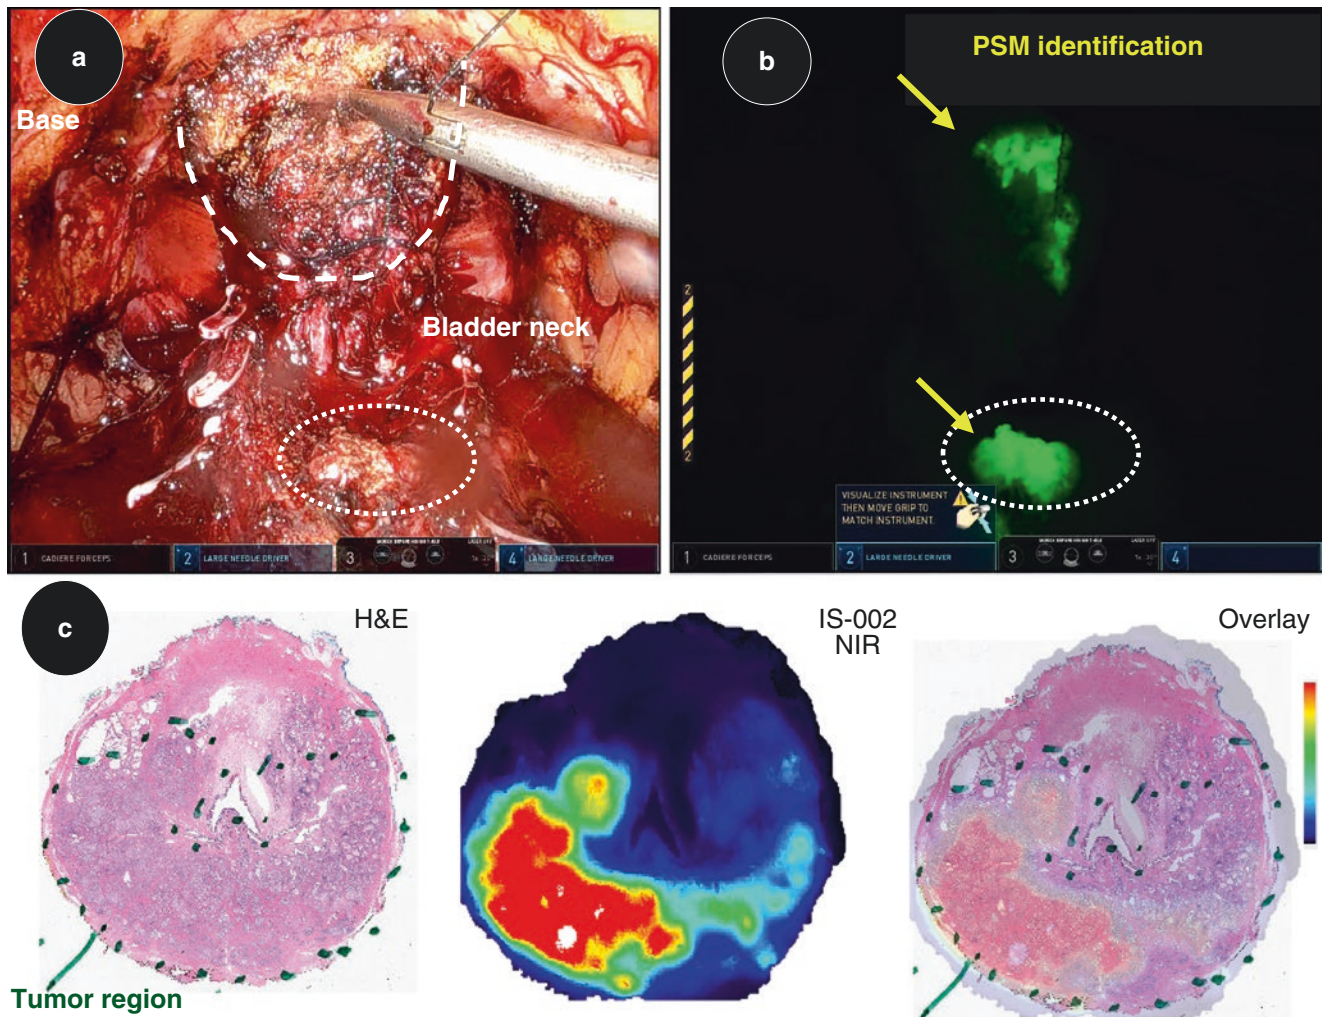 a
Base
Bladder neck
1 CADIERE FORCEPS
2 LARGE NEEDLE DRIVER
3
4 LARGE NEEDLE DRIVER
b
PSM identification
2
2
VISUALIZE INSTRUMENT
THEN MOVE GRIP TO
MATCH INSTRUMENT.
1 CADIERE FORCEPS
2 LARGE NEEDLE DRIVER
3
4
c
H&E
IS-002
NIR
Overlay
Tumor region